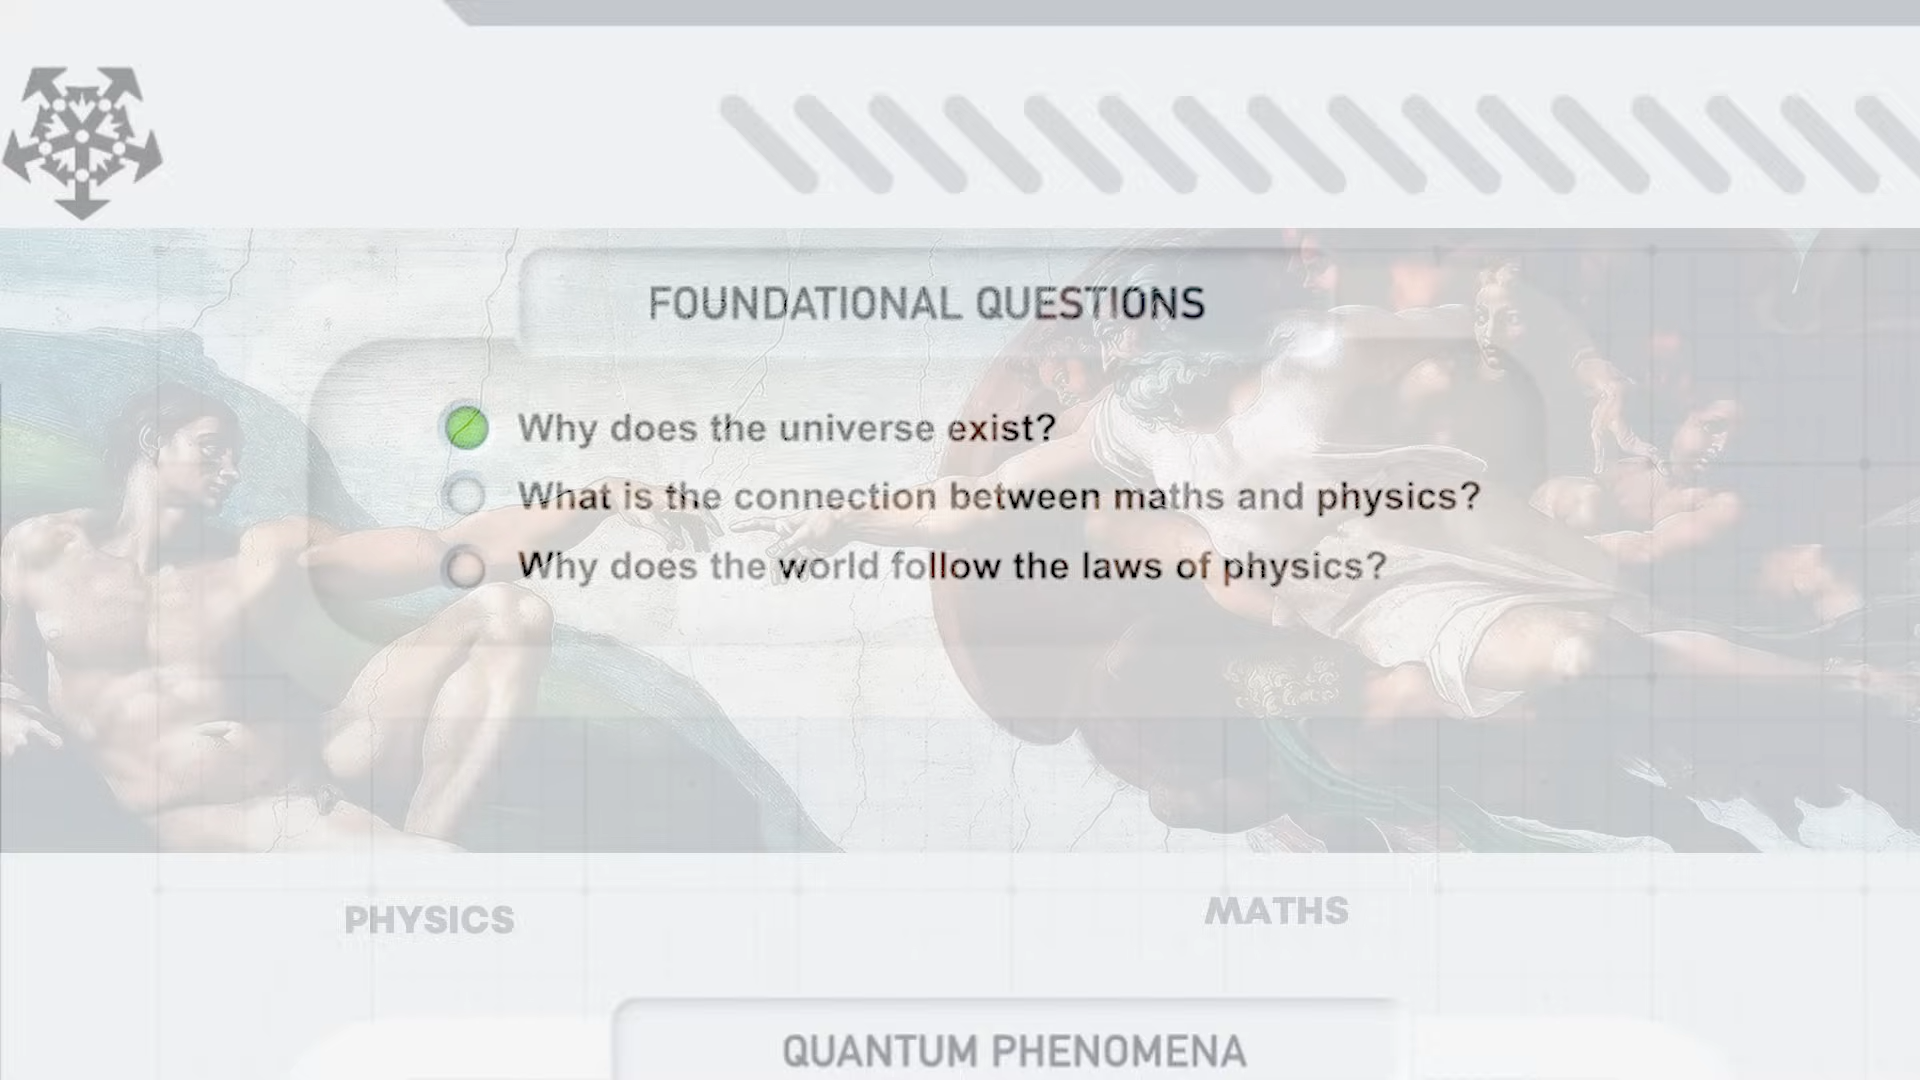 FOUNDATIONAL QUESTIONS
Why does the universe exist?
What is the connection between maths and physics?
Why does the world follow the laws of physics?
PHYSICS
MATHS
QUANTUM PHENOMENA